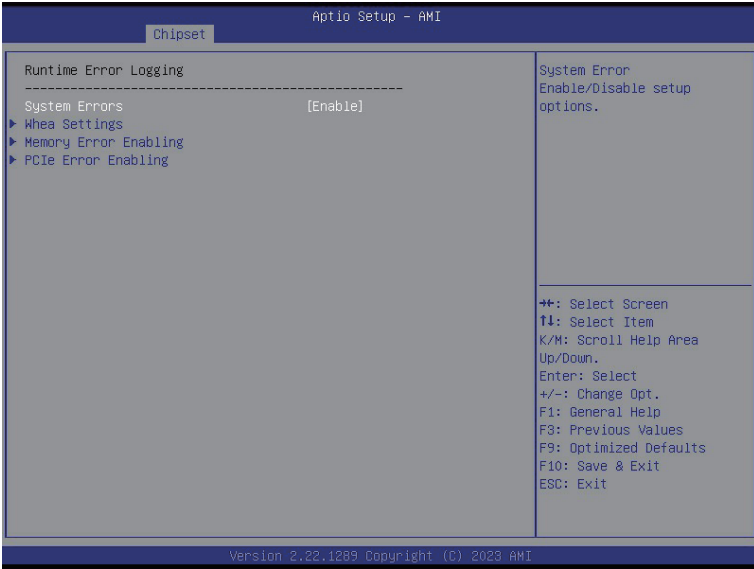 Aptio Setup – AMI
Chipset
Runtime Error Logging
--------------------------------------------------
System Errors [Enable]
▶ Whea Settings
▶ Memory Error Enabling
▶ PCIe Error Enabling
System Error
Enable/Disable setup
options.
→←: Select Screen
↑↓: Select Item
K/M: Scroll Help Area
Up/Down.
Enter: Select
+/-: Change Opt.
F1: General Help
F3: Previous Values
F9: Optimized Defaults
F10: Save & Exit
ESC: Exit
Version 2.22.1289 Copyright (C) 2023 AMI